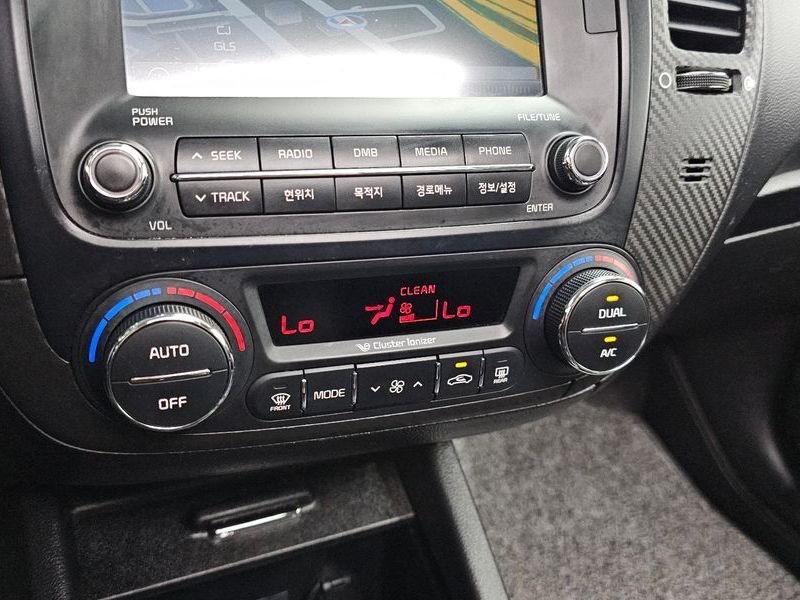 CJ
GLS
PUSH
POWER
FILE/TUNE
SEEK
RADIO
DMB
MEDIA
PHONE
TRACK
현위치
목적지
경로메뉴
정보/설정
VOL
ENTER
CLEAN
Lo
Lo
Cluster Ionizer
AUTO
OFF
DUAL
A/C
FRONT
MODE
REAR